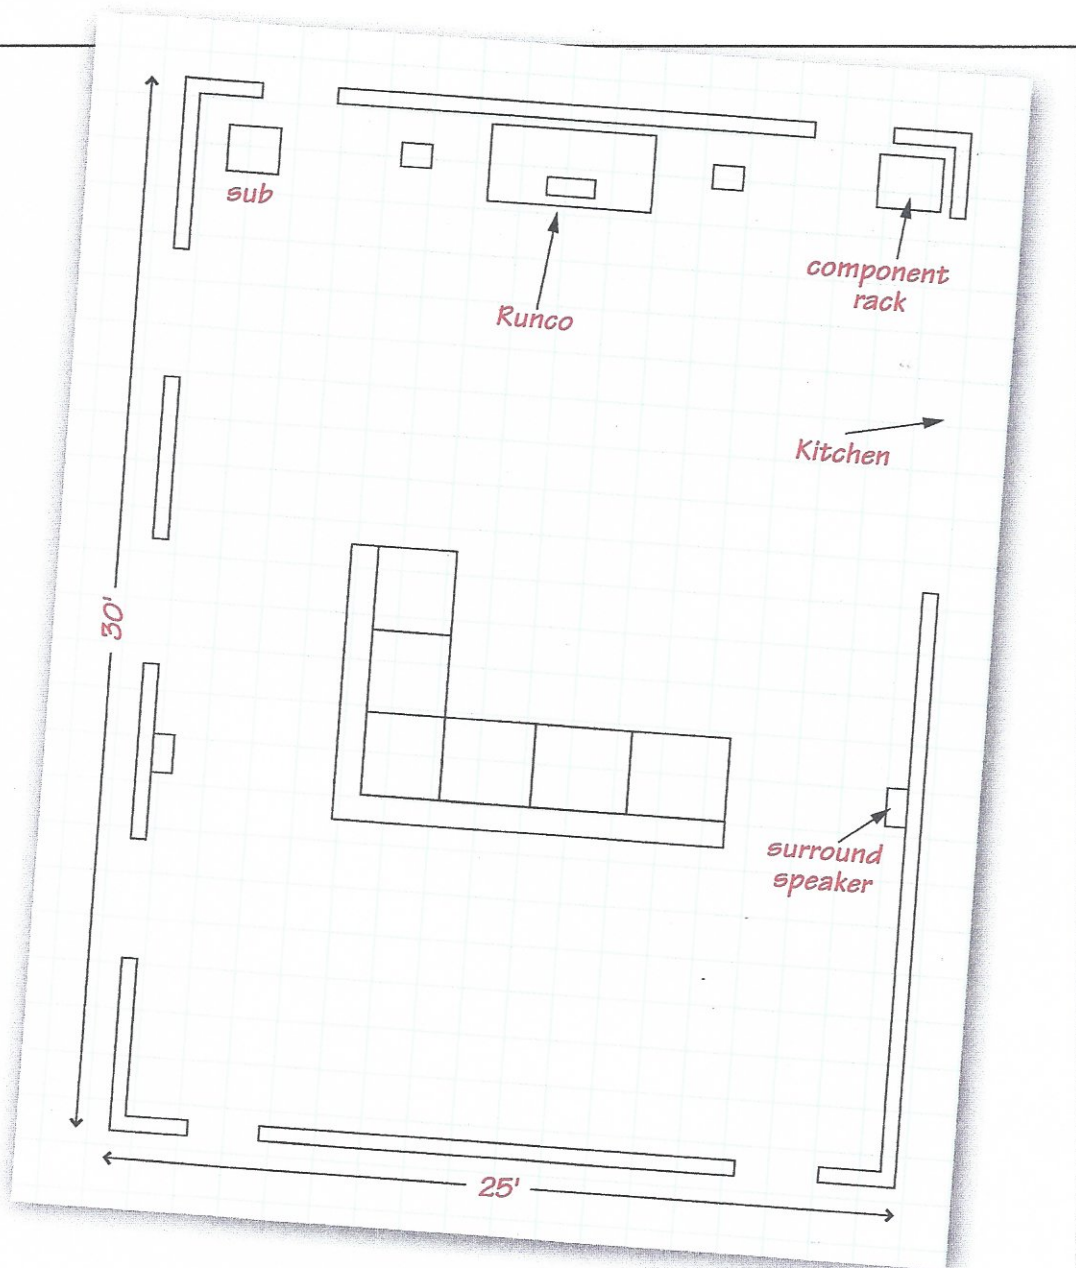 sub
Runco
component
rack
Kitchen
30'
surround
speaker
25'